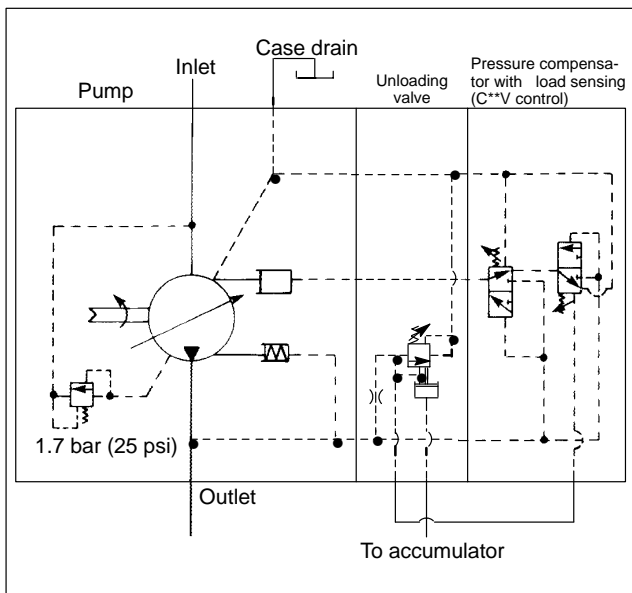 Case drain
Inlet
Pump
Unloading
valve
Pressure compensa-
tor with load sensing
(C**V control)
1.7 bar (25 psi)
Outlet
To accumulator